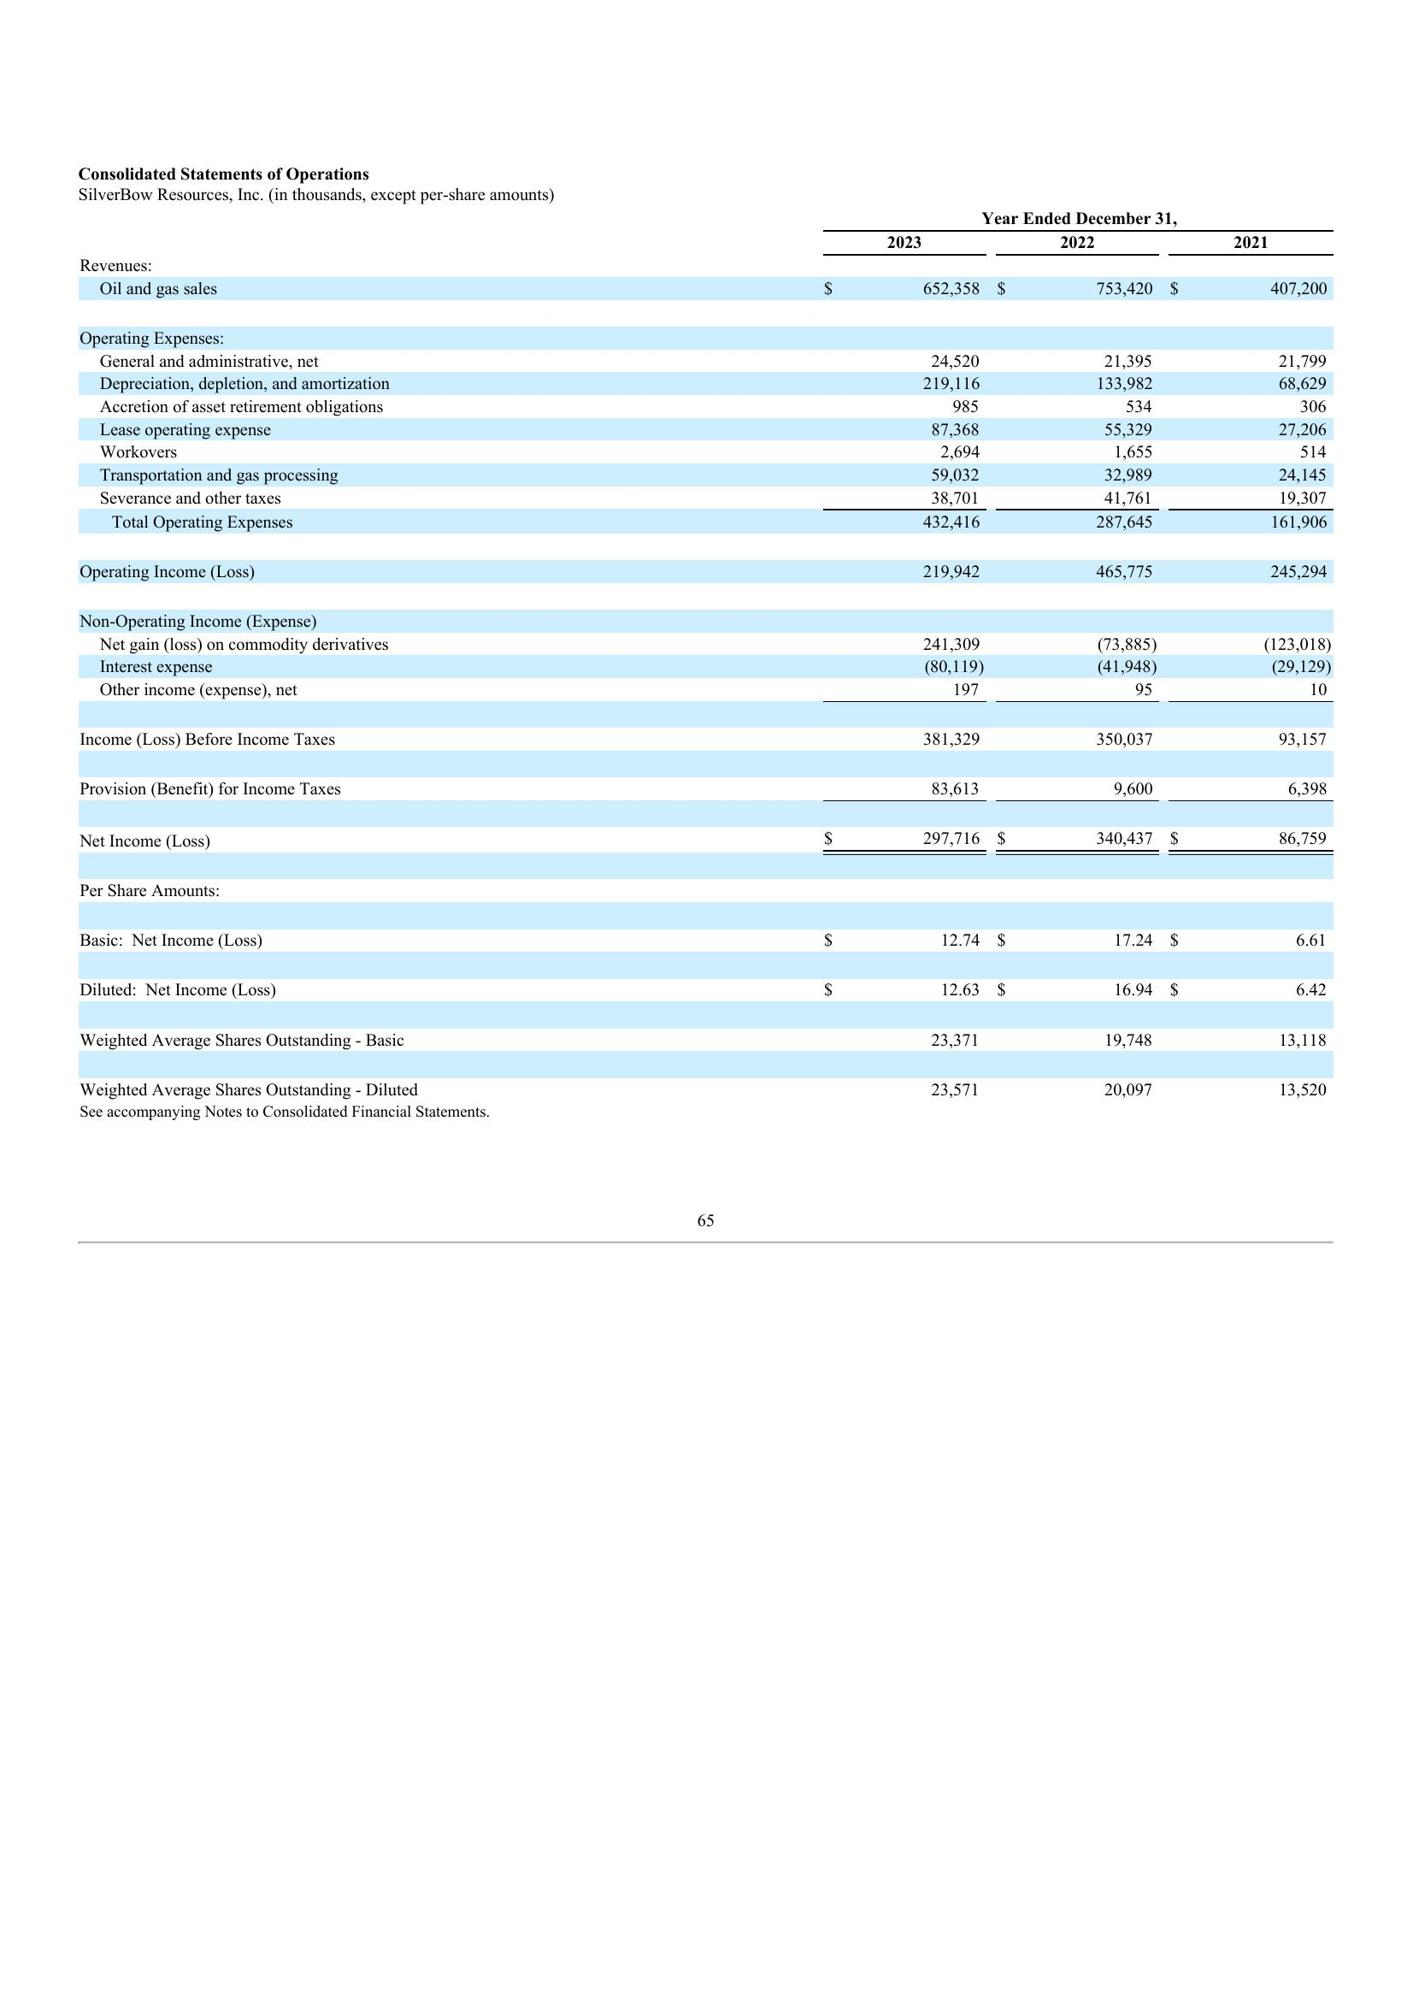 Consolidated Statements of Operations
SilverBow Resources, Inc. (in thousands, except per-share amounts)
Year Ended December 31,
2023 2022 2021
Revenues:
Oil and gas sales $ 652,358 $ 753,420 $ 407,200
Operating Expenses:
General and administrative, net 24,520 21,395 21,799
Depreciation, depletion, and amortization 219,116 133,982 68,629
Accretion of asset retirement obligations 985 534 306
Lease operating expense 87,368 55,329 27,206
Workovers 2,694 1,655 514
Transportation and gas processing 59,032 32,989 24,145
Severance and other taxes 38,701 41,761 19,307
Total Operating Expenses 432,416 287,645 161,906
Operating Income (Loss) 219,942 465,775 245,294
Non-Operating Income (Expense)
Net gain (loss) on commodity derivatives 241,309 (73,885) (123,018)
Interest expense (80,119) (41,948) (29,129)
Other income (expense), net 197 95 10
Income (Loss) Before Income Taxes 381,329 350,037 93,157
Provision (Benefit) for Income Taxes 83,613 9,600 6,398
Net Income (Loss) $ 297,716 $ 340,437 $ 86,759
Per Share Amounts:
Basic: Net Income (Loss) $ 12.74 $ 17.24 $ 6.61
Diluted: Net Income (Loss) $ 12.63 $ 16.94 $ 6.42
Weighted Average Shares Outstanding - Basic 23,371 19,748 13,118
Weighted Average Shares Outstanding - Diluted 23,571 20,097 13,520
See accompanying Notes to Consolidated Financial Statements.
65